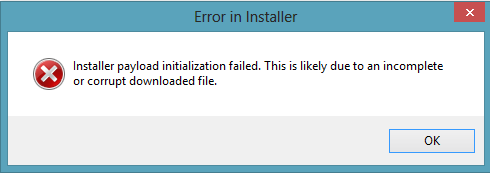 Error in Installer
Installer payload initialization failed. This is likely due to an incomplete
or corrupt downloaded file.
OK